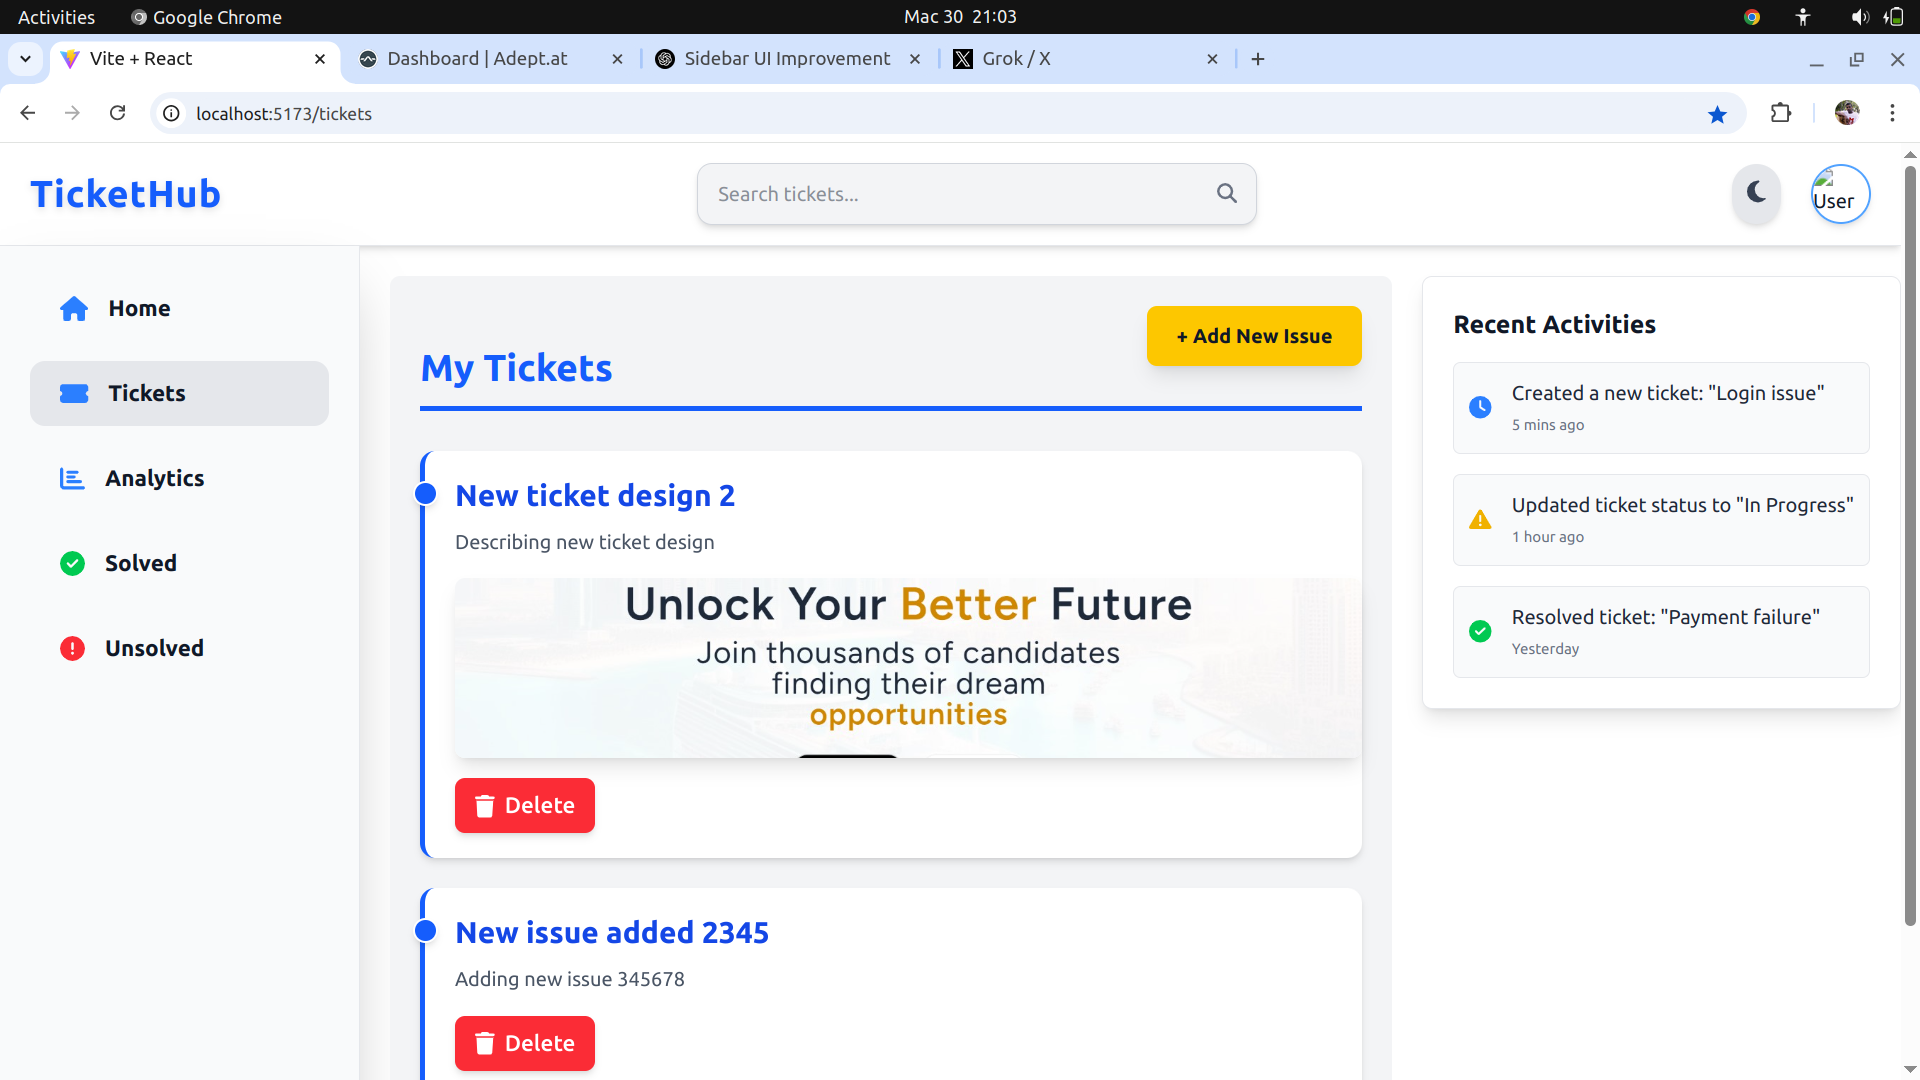 Activities
Google Chrome
Mac 30 21:03
Vite + React
Dashboard | Adept.at
Sidebar UI Improvement
Grok / X
localhost:5173/tickets
TicketHub
Search tickets...
User
Home
Tickets
Analytics
Solved
Unsolved
+ Add New Issue
My Tickets
New ticket design 2
Describing new ticket design
Unlock Your Better Future
Join thousands of candidates
finding their dream
opportunities
Delete
New issue added 2345
Adding new issue 345678
Delete
Recent Activities
Created a new ticket: "Login issue"
5 mins ago
Updated ticket status to "In Progress"
1 hour ago
Resolved ticket: "Payment failure"
Yesterday